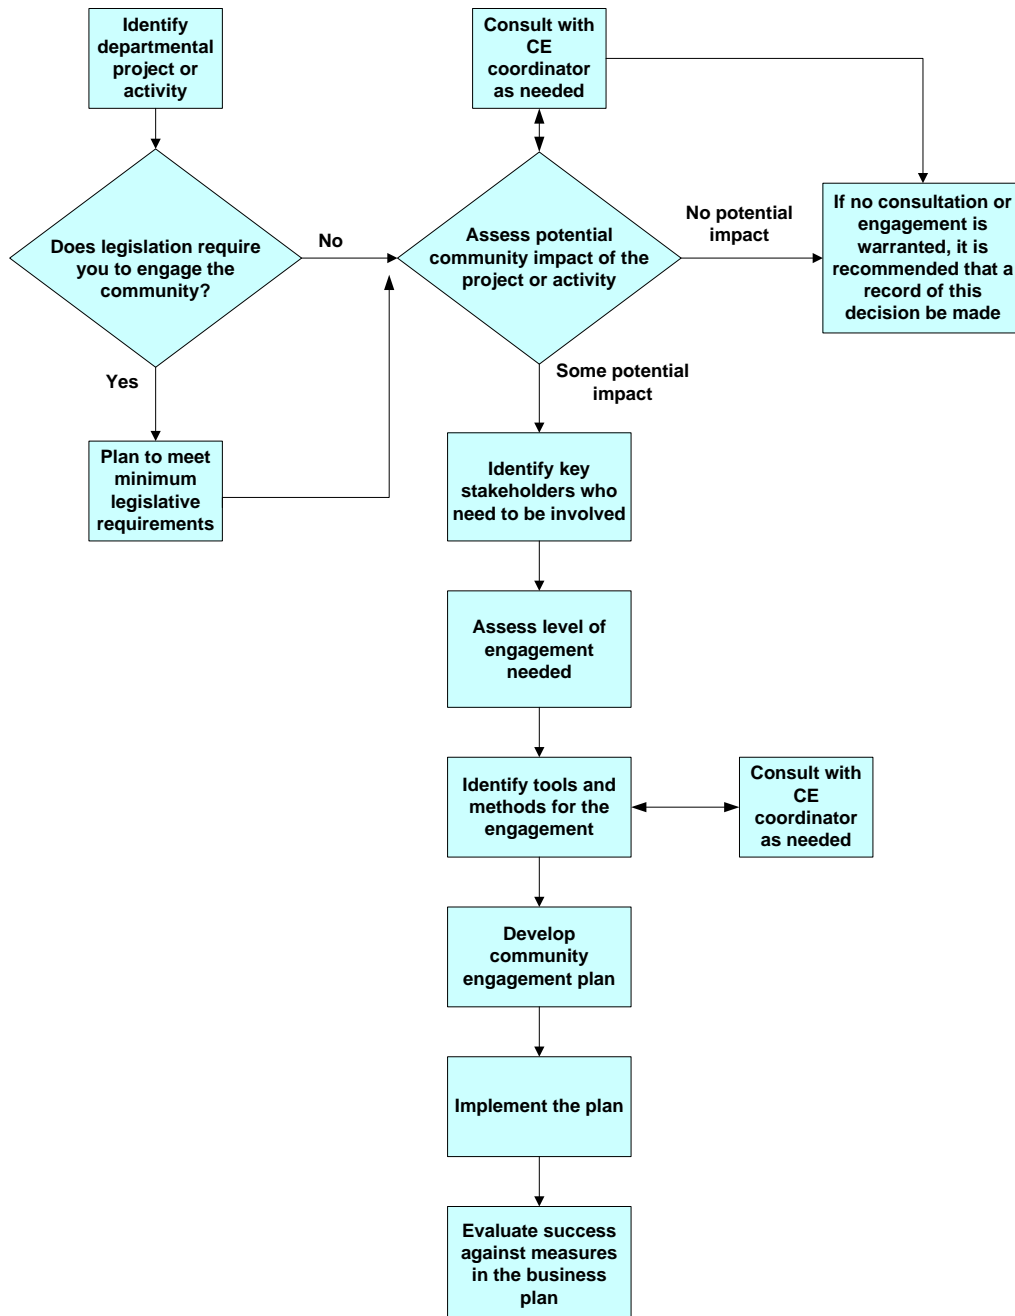 Identify
departmental
project or
activity
Consult with
CE
coordinator
as needed
Does legislation require
you to engage the
community?
No
Assess potential
community impact of the
project or activity
No potential
impact
If no consultation or
engagement is
warranted, it is
recommended that a
record of this
decision be made
Yes
Some potential
impact
Plan to meet
minimum
legislative
requirements
Identify key
stakeholders who
need to be involved
Assess level of
engagement
needed
Identify tools and
methods for the
engagement
Consult with
CE
coordinator
as needed
Develop
community
engagement plan
Implement the plan
Evaluate success
against measures
in the business
plan